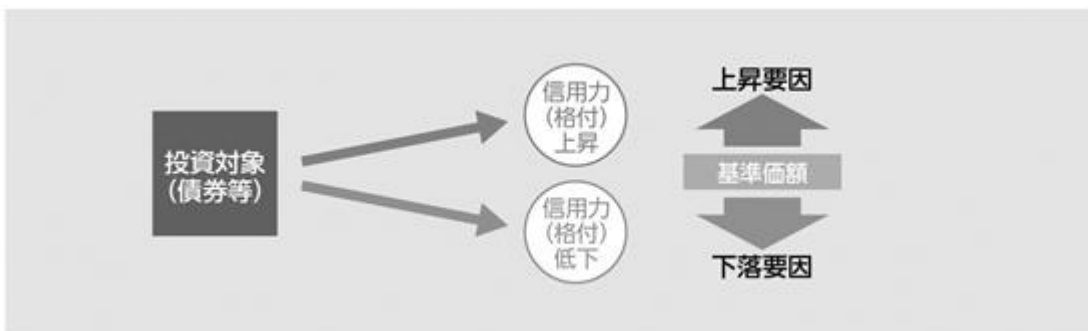 投資対象
(債券等)
信用力
(格付)
上昇
信用力
(格付)
低下
上昇要因
基準価額
下落要因